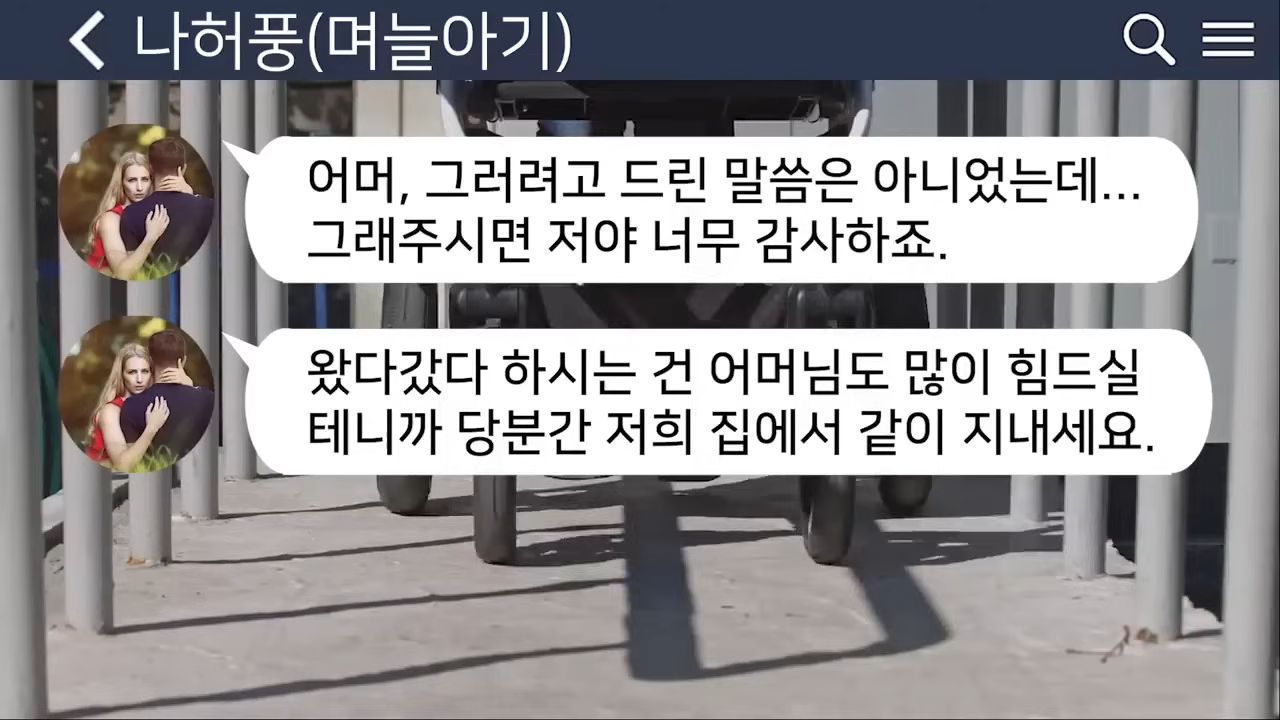 나허풍(며늘아기)
어머, 그러려고 드린 말씀은 아니었는데...
그래주시면 저야 너무 감사하죠.
왔다갔다 하시는 건 어머님도 많이 힘드실
테니까 당분간 저희 집에서 같이 지내세요.